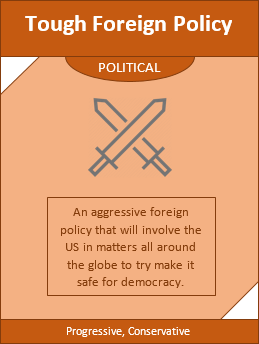 Tough Foreign Policy
POLITICAL
An aggressive foreign
policy that will involve the
US in matters all around
the globe to try make it
safe for democracy.
Progressive, Conservative